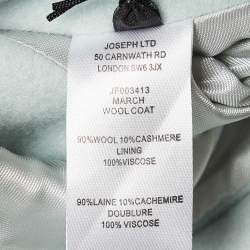 JOSEPH LTD
50 CARNWATH RD
LONDON SW6 3JX
JF003413
MARCH
WOOL COAT
90%WOOL 10%CASHMERE
LINING
100%VISCOSE
90%LAINE 10%CACHEMIRE
DOUBLURE
100%VISCOSE